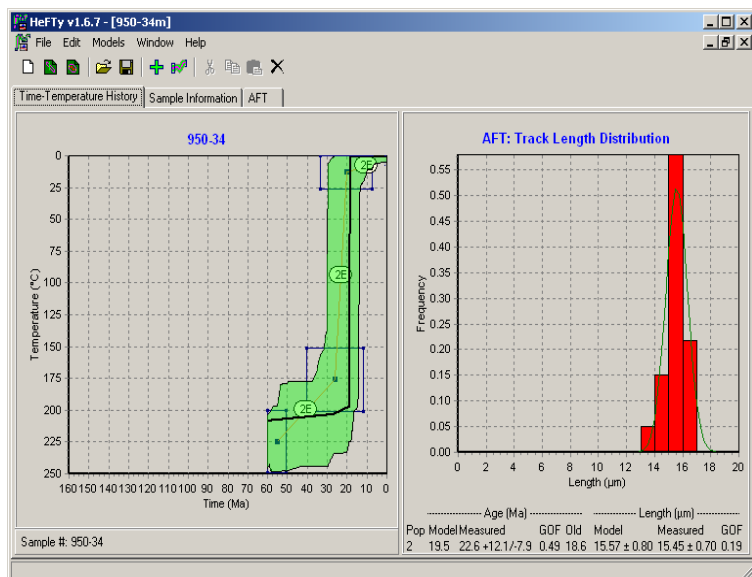 HeFTy v1.6.7 - [950-34m]
File Edit Models Window Help
Time-Temperature History Sample Information AFT
950-34
0
25
50
75
100
125
150
175
200
225
250
Temperature (°C)
2E
2E
2E
160 150 140 130 120 110 100 90 80 70 60 50 40 30 20 10 0
Time (Ma)
Sample #: 950-34
AFT: Track Length Distribution
0.55
0.50
0.45
0.40
0.35
0.30
0.25
0.20
0.15
0.10
0.05
0.00
Frequency
0 2 4 6 8 10 12 14 16 18 20
Length (µm)
Age (Ma) Length (µm)
Pop Model Measured GOF Old Model Measured GOF
2 19.5 22.6 +12.1/-7.9 0.49 18.6 15.57 ± 0.80 15.45 ± 0.70 0.19